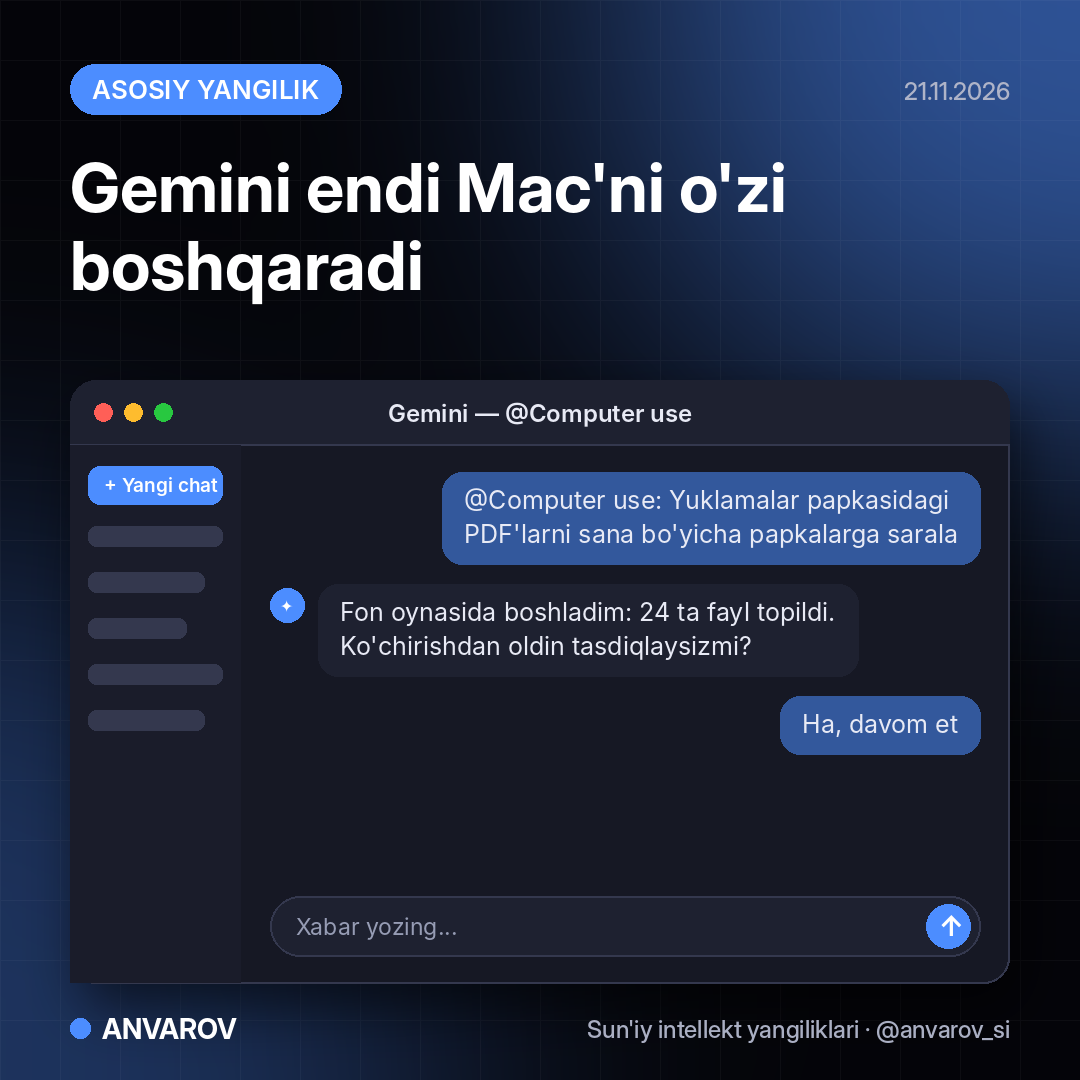 ASOSIY YANGILIK
21.11.2026
Gemini endi Mac'ni o'zi
boshqaradi
Gemini — @Computer use
+ Yangi chat
@Computer use: Yuklamalar papkasidagi
PDF'larni sana bo'yicha papkalarga sarala
Fon oynasida boshladim: 24 ta fayl topildi.
Ko'chirishdan oldin tasdiqlaysizmi?
Ha, davom et
Xabar yozing...
ANVAROV
Sun'iy intellekt yangiliklari · @anvarov_si